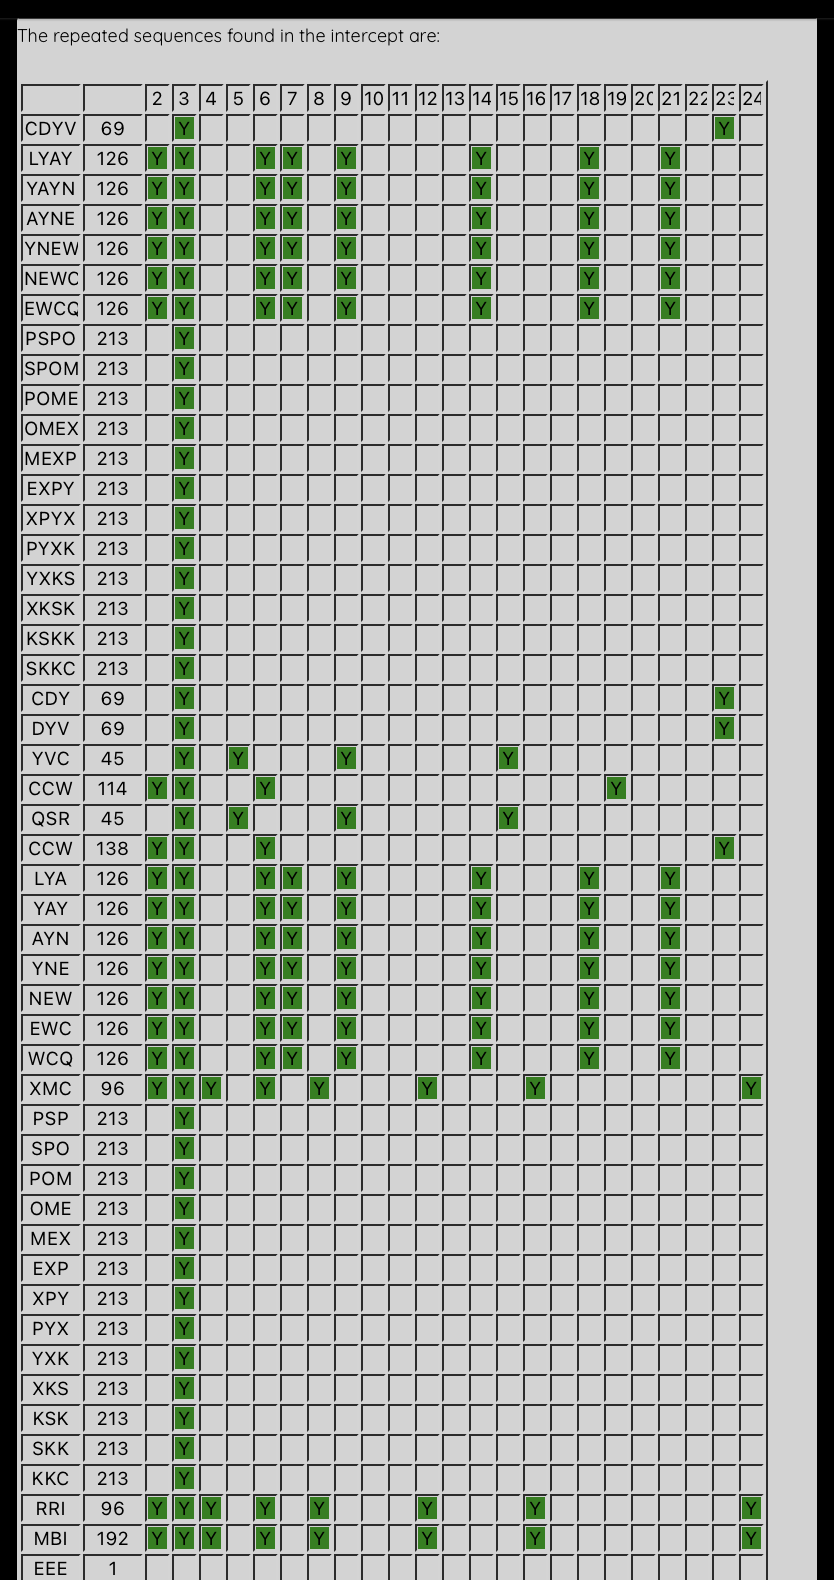 The repeated sequences found in the intercept are:
2 3 4 5 6 7 8 9 10 11 12 13 14 15 16 17 18 19 20 21 22 23 24
CDYV 69 Y Y
LYAY 126 Y Y Y Y Y Y Y Y
YAYN 126 Y Y Y Y Y Y Y Y
AYNE 126 Y Y Y Y Y Y Y Y
YNEW 126 Y Y Y Y Y Y Y Y
NEWC 126 Y Y Y Y Y Y Y Y
EWCQ 126 Y Y Y Y Y Y Y Y
PSPO 213 Y
SPOM 213 Y
POME 213 Y
OMEX 213 Y
MEXP 213 Y
EXPY 213 Y
XPYX 213 Y
PYXK 213 Y
YXKS 213 Y
XKSK 213 Y
KSKK 213 Y
SKKC 213 Y
CDY 69 Y Y
DYV 69 Y Y
YVC 45 Y Y Y Y
CCW 114 Y Y Y Y
QSR 45 Y Y Y Y
CCW 138 Y Y Y Y
LYA 126 Y Y Y Y Y Y Y Y
YAY 126 Y Y Y Y Y Y Y Y
AYN 126 Y Y Y Y Y Y Y Y
YNE 126 Y Y Y Y Y Y Y Y
NEW 126 Y Y Y Y Y Y Y Y
EWC 126 Y Y Y Y Y Y Y Y
WCQ 126 Y Y Y Y Y Y Y Y
XMC 96 Y Y Y Y Y Y Y Y
PSP 213 Y
SPO 213 Y
POM 213 Y
OME 213 Y
MEX 213 Y
EXP 213 Y
XPY 213 Y
PYX 213 Y
YXK 213 Y
XKS 213 Y
KSK 213 Y
SKK 213 Y
KKC 213 Y
RRI 96 Y Y Y Y Y Y Y Y
MBI 192 Y Y Y Y Y Y Y Y
EEE 1